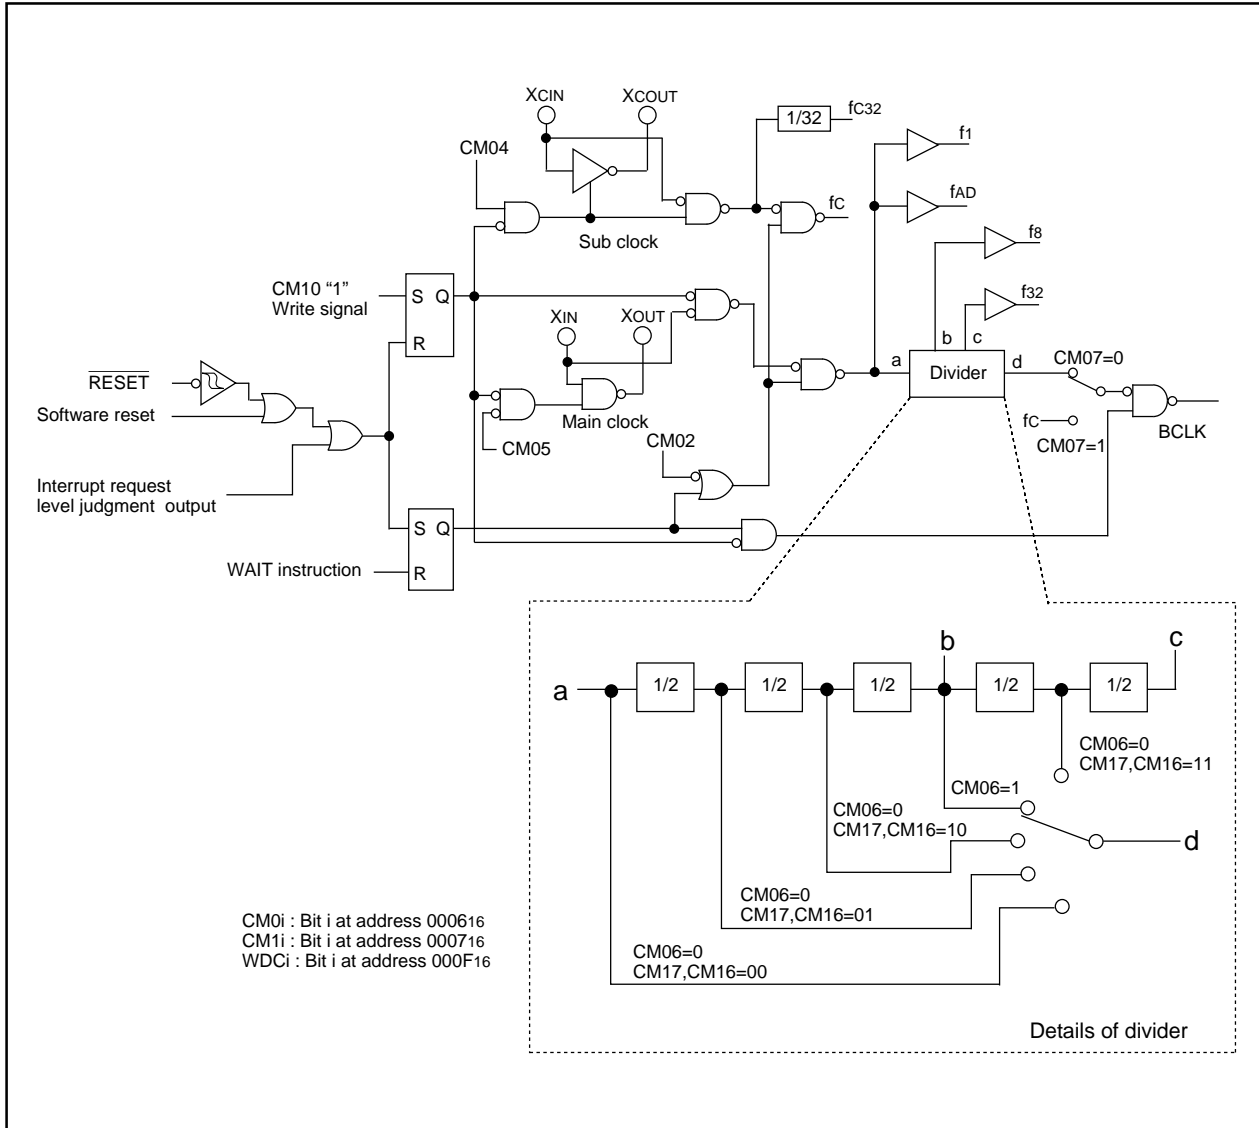 XCIN
XCOUT
1/32
fC32
f1
CM04
fC
fAD
Sub clock
f8
CM10 “1”
Write signal
S Q
R
XIN
XOUT
f32
b
c
a
Divider
d
CM07=0
RESET
Software reset
Main clock
CM05
CM02
fC
CM07=1
BCLK
Interrupt request
level judgment output
S Q
R
WAIT instruction
a
1/2
1/2
1/2
b
1/2
1/2
c
CM06=0
CM17,CM16=11
CM06=1
CM06=0
CM17,CM16=10
d
CM06=0
CM17,CM16=01
CM06=0
CM17,CM16=00
CM0i : Bit i at address 000616
CM1i : Bit i at address 000716
WDCi : Bit i at address 000F16
Details of divider